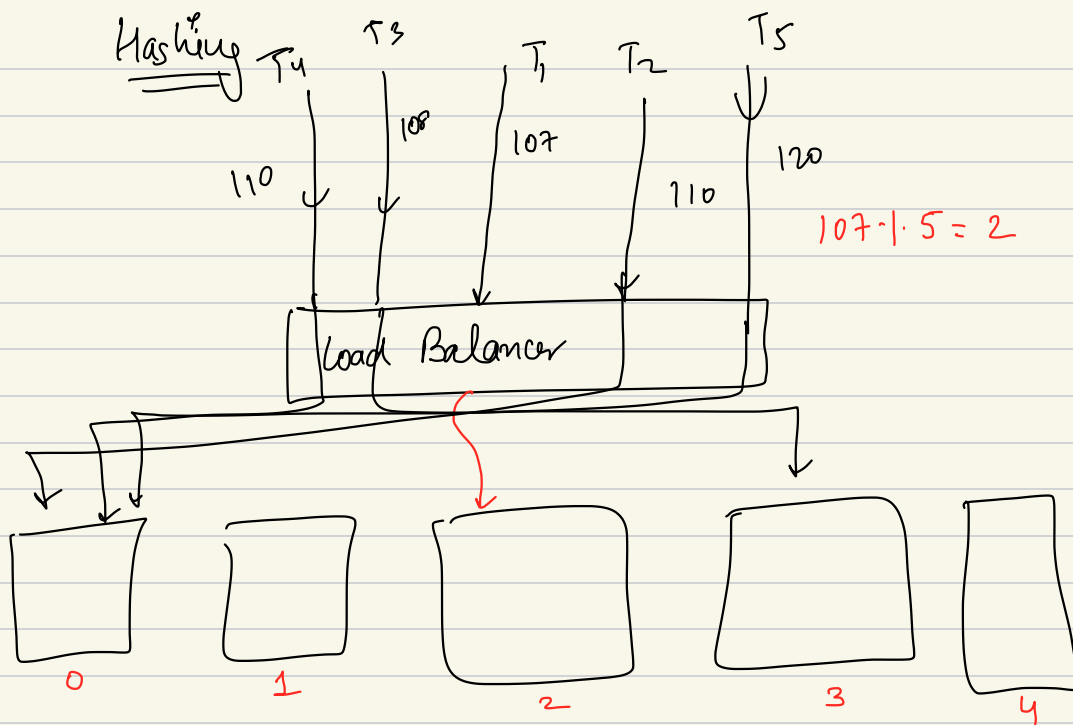 Hashing
T4 T3 T1 T2 T5
110 108 107 110 120
107 % 5 = 2
Load Balancer
0 1 2 3 4